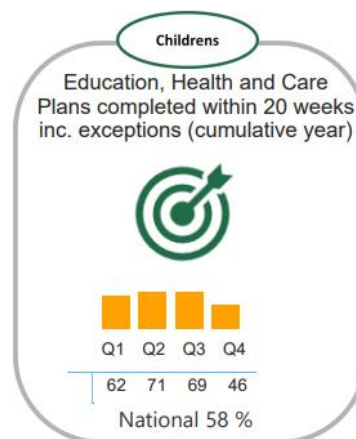 Childrens
Education, Health and Care
Plans completed within 20 weeks
inc. exceptions (cumulative year)
Q1 Q2 Q3 Q4
62 71 69 46
National 58 %